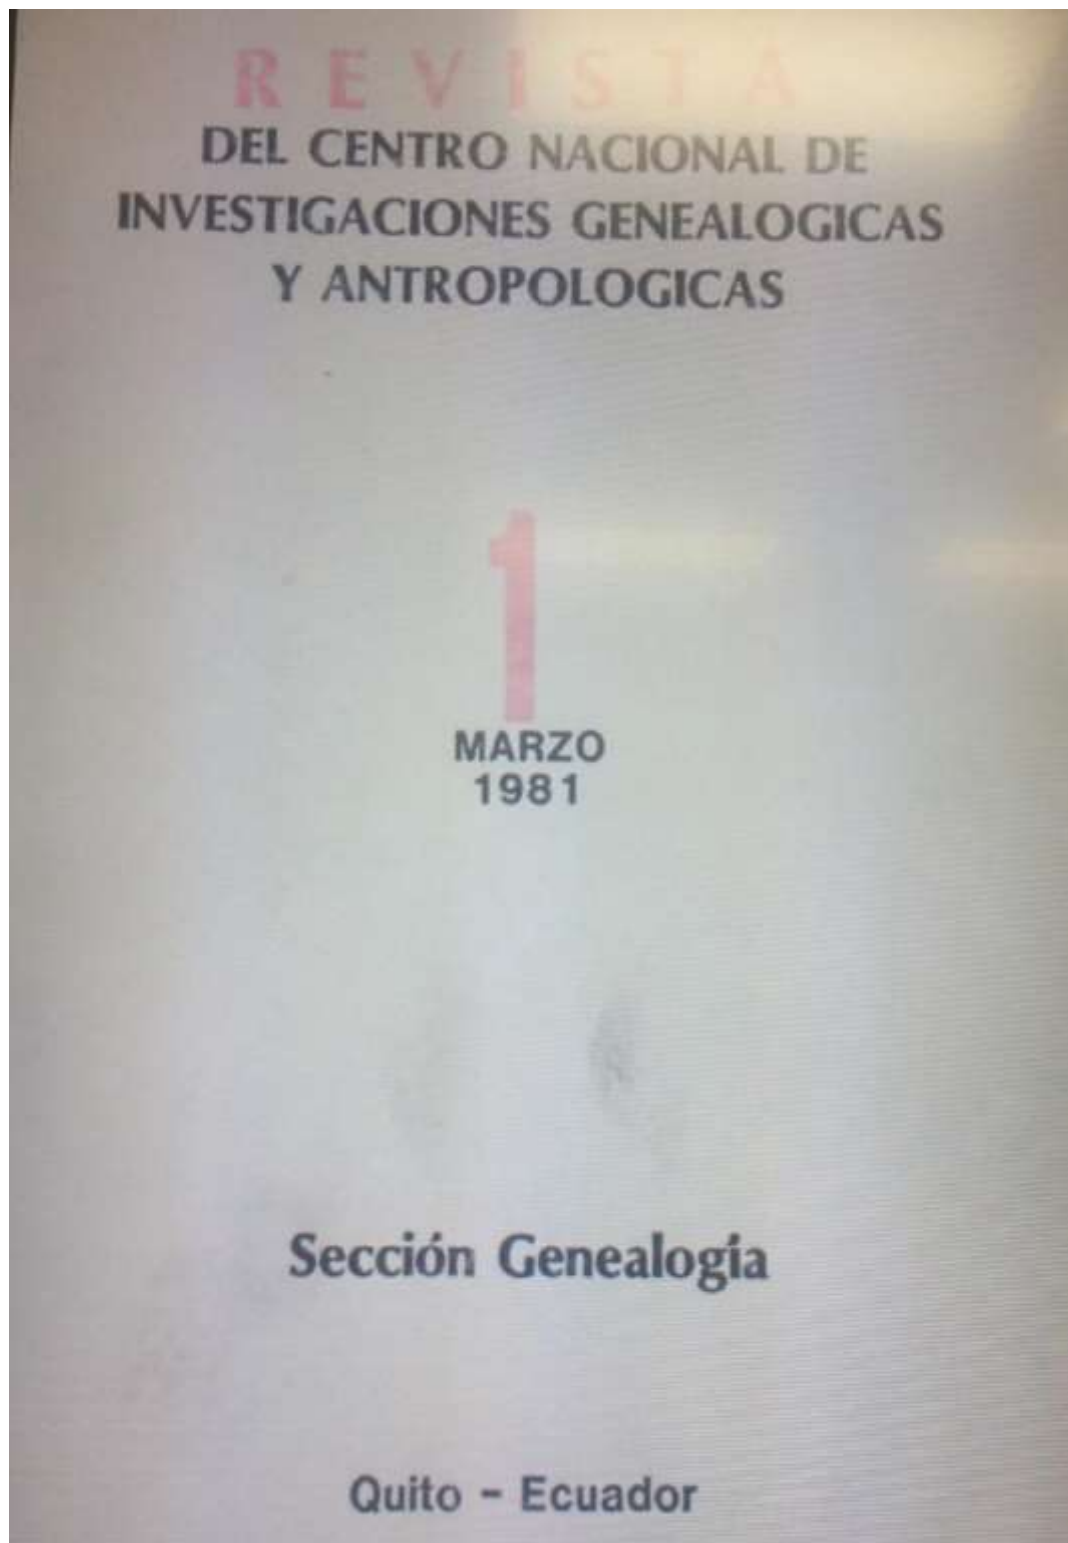 REVISTA
DEL CENTRO NACIONAL DE
INVESTIGACIONES GENEALOGICAS
Y ANTROPOLOGICAS
1
MARZO
1981
Sección Genealogía
Quito - Ecuador